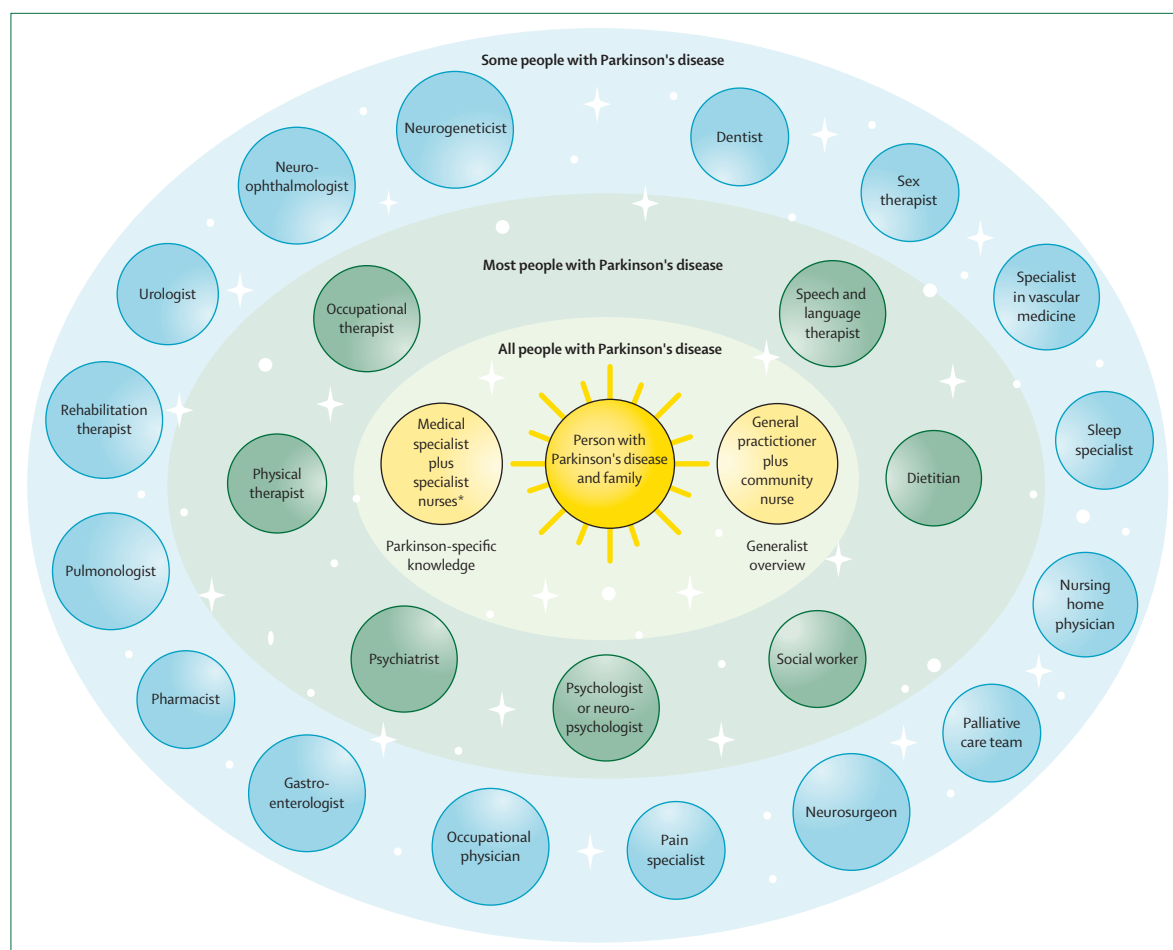 Some people with Parkinson's disease
Neurogeneticist
Dentist
Neuro-
ophthalmologist
Sex
therapist
Urologist
Specialist
in vascular
medicine
Rehabilitation
therapist
Sleep
specialist
Pulmonologist
Nursing
home
physician
Pharmacist
Palliative
care team
Gastro-
enterologist
Neurosurgeon
Occupational
physician
Pain
specialist
Most people with Parkinson's disease
Occupational
therapist
Speech and
language
therapist
Physical
therapist
Dietitian
Psychiatrist
Social worker
Psychologist
or neuro-
psychologist
All people with Parkinson's disease
Medical
specialist
plus
specialist
nurses*
Person with
Parkinson's disease
and family
General
practictioner
plus
community
nurse
Parkinson-specific
knowledge
Generalist
overview